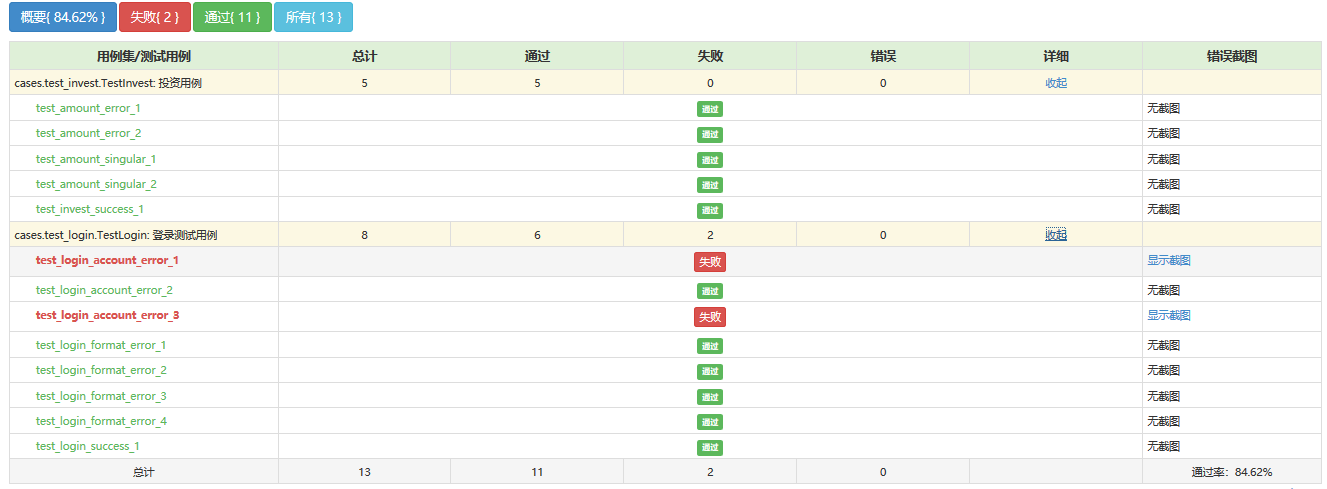 概要{ 84.62% } 失败{ 2 } 通过{ 11 } 所有{ 13 }
用例集/测试用例 总计 通过 失败 错误 详细 错误截图
cases.test_invest.TestInvest: 投资用例 5 5 0 0 收起
test_amount_error_1 通过 无截图
test_amount_error_2 通过 无截图
test_amount_singular_1 通过 无截图
test_amount_singular_2 通过 无截图
test_invest_success_1 通过 无截图
cases.test_login.TestLogin: 登录测试用例 8 6 2 0 收起
test_login_account_error_1 失败 显示截图
test_login_account_error_2 通过 无截图
test_login_account_error_3 失败 显示截图
test_login_format_error_1 通过 无截图
test_login_format_error_2 通过 无截图
test_login_format_error_3 通过 无截图
test_login_format_error_4 通过 无截图
test_login_success_1 通过 无截图
总计 13 11 2 0 通过率：84.62%